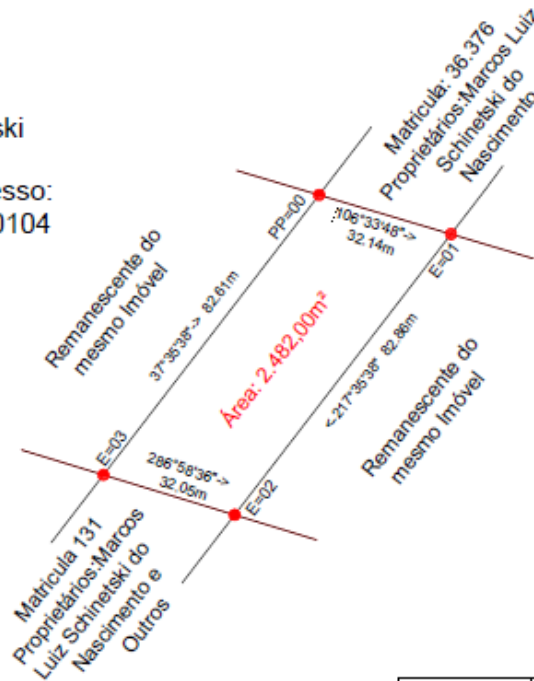 ski
esso:
0104
Matricula: 36.376
Proprietários:Marcos Luiz
Schinetski do
Nascimento
PP=00
106°33'48"->
32.14m
E=01
Remanescente do
mesmo Imóvel
37°35'38"-> 82.61m
Área: 2.482,00m²
<-217°35'38" 82.86m
Remanescente do
mesmo Imóvel
E=03
286°58'36"->
32.05m
E=02
Matricula 131
Proprietários:Marcos
Luiz Schinetski do
Nascimento e
Outros